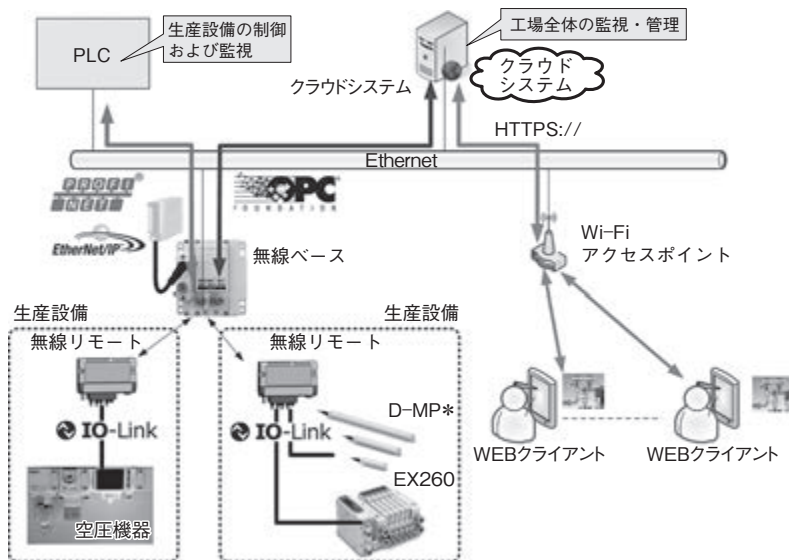 PLC
生産設備の制御
および監視
工場全体の監視・管理
クラウドシステム
クラウド
システム
HTTPS://
Ethernet
PROFI
NET
EtherNet/IP
OPC
FOUNDATION
無線ベース
Wi-Fi
アクセスポイント
生産設備
生産設備
無線リモート
無線リモート
IO-Link
IO-Link
D-MP*
EX260
空圧機器
WEBクライアント
WEBクライアント